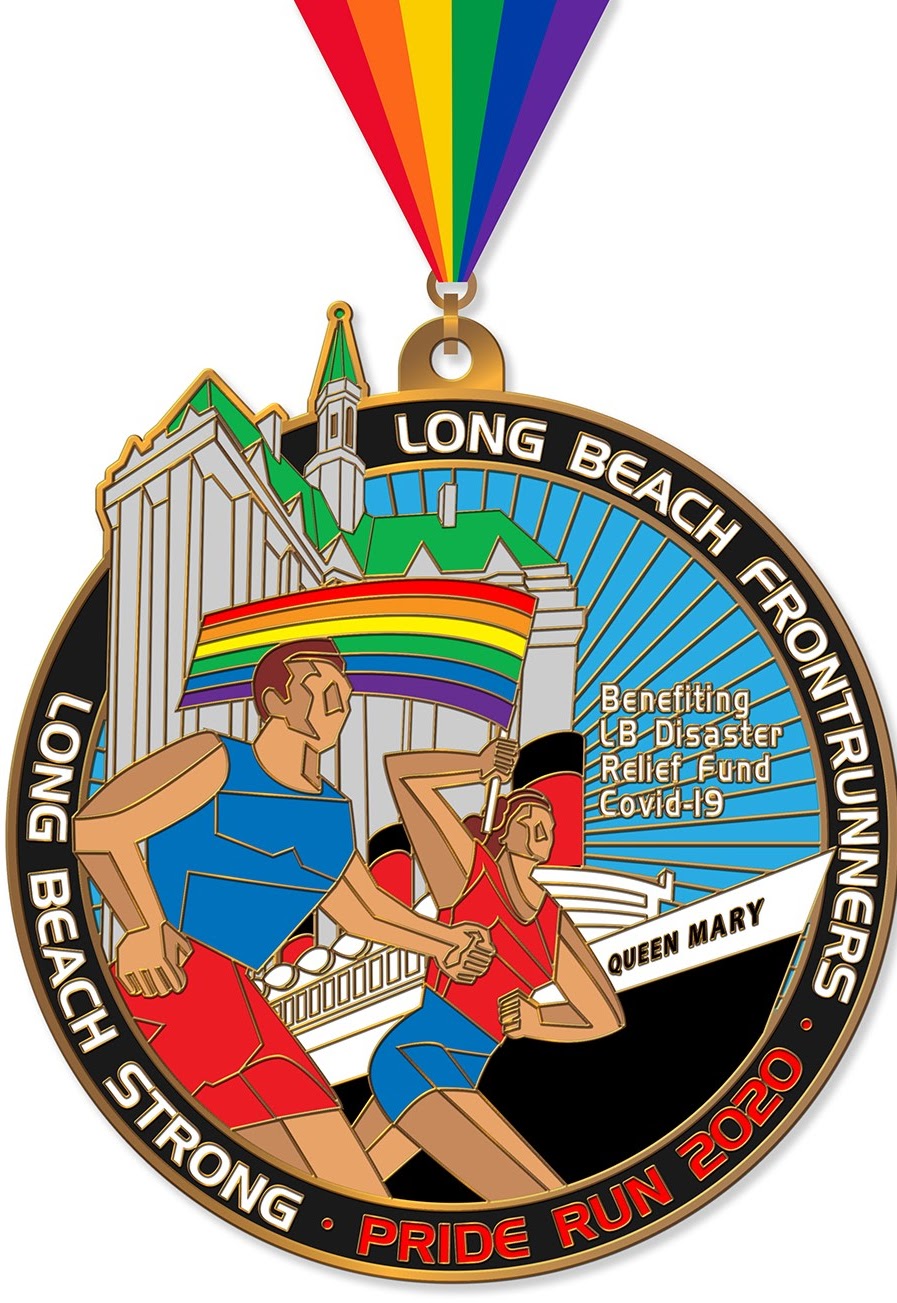 LONG BEACH FRONTRUNNERS
Benefiting
LB Disaster
Relief Fund
Covid-19
QUEEN MARY
LONG BEACH STRONG
· PRIDE RUN 2020 ·